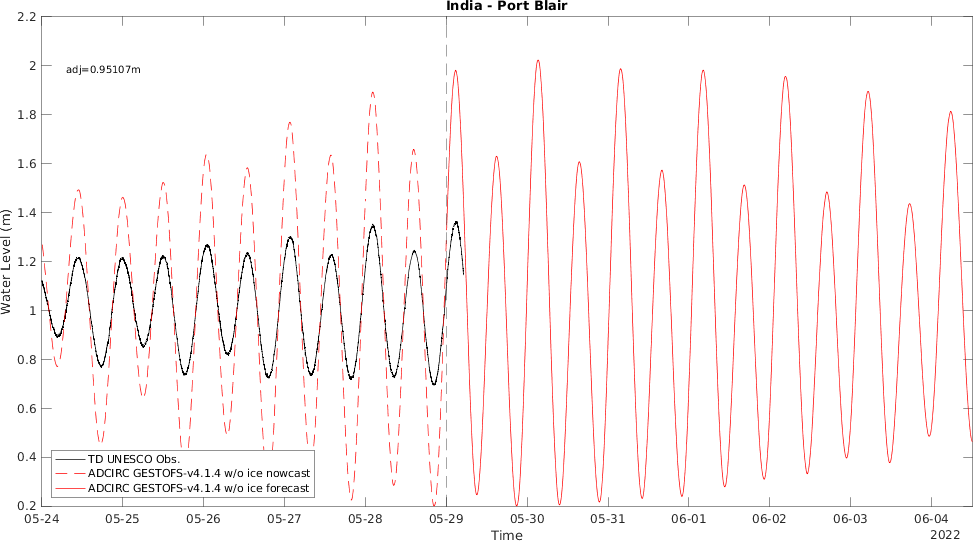 India - Port Blair
2.2
2
1.8
1.6
1.4
1.2
1
0.8
0.6
0.4
0.2
Water Level (m)
adj=0.95107m
TD UNESCO Obs.
ADCIRC GESTOFS-v4.1.4 w/o ice nowcast
ADCIRC GESTOFS-v4.1.4 w/o ice forecast
05-24 05-25 05-26 05-27 05-28 05-29 05-30 05-31 06-01 06-02 06-03 06-04
2022
Time